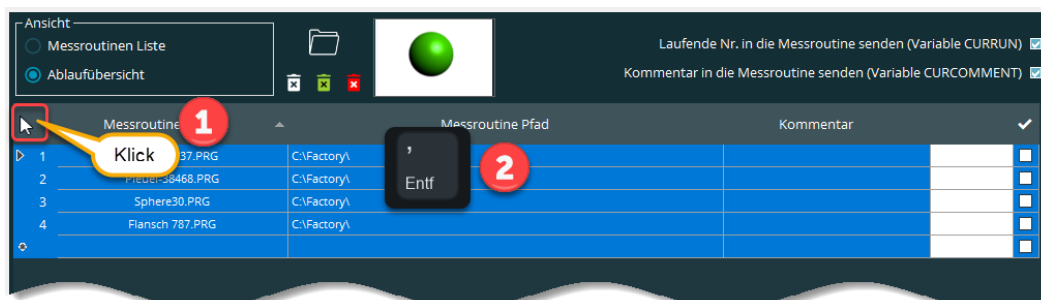 Ansicht
Messroutinen Liste
Ablaufübersicht
Laufende Nr. in die Messroutine senden (Variable CURRUN)
Kommentar in die Messroutine senden (Variable CURCOMMENT)
Messroutine 1 Messroutine Pfad Kommentar
Klick
, Entf 2
1 37.PRG C:\Factory\
2 38468.PRG C:\Factory\
3 Sphere30.PRG C:\Factory\
4 Flansch 787.PRG C:\Factory\